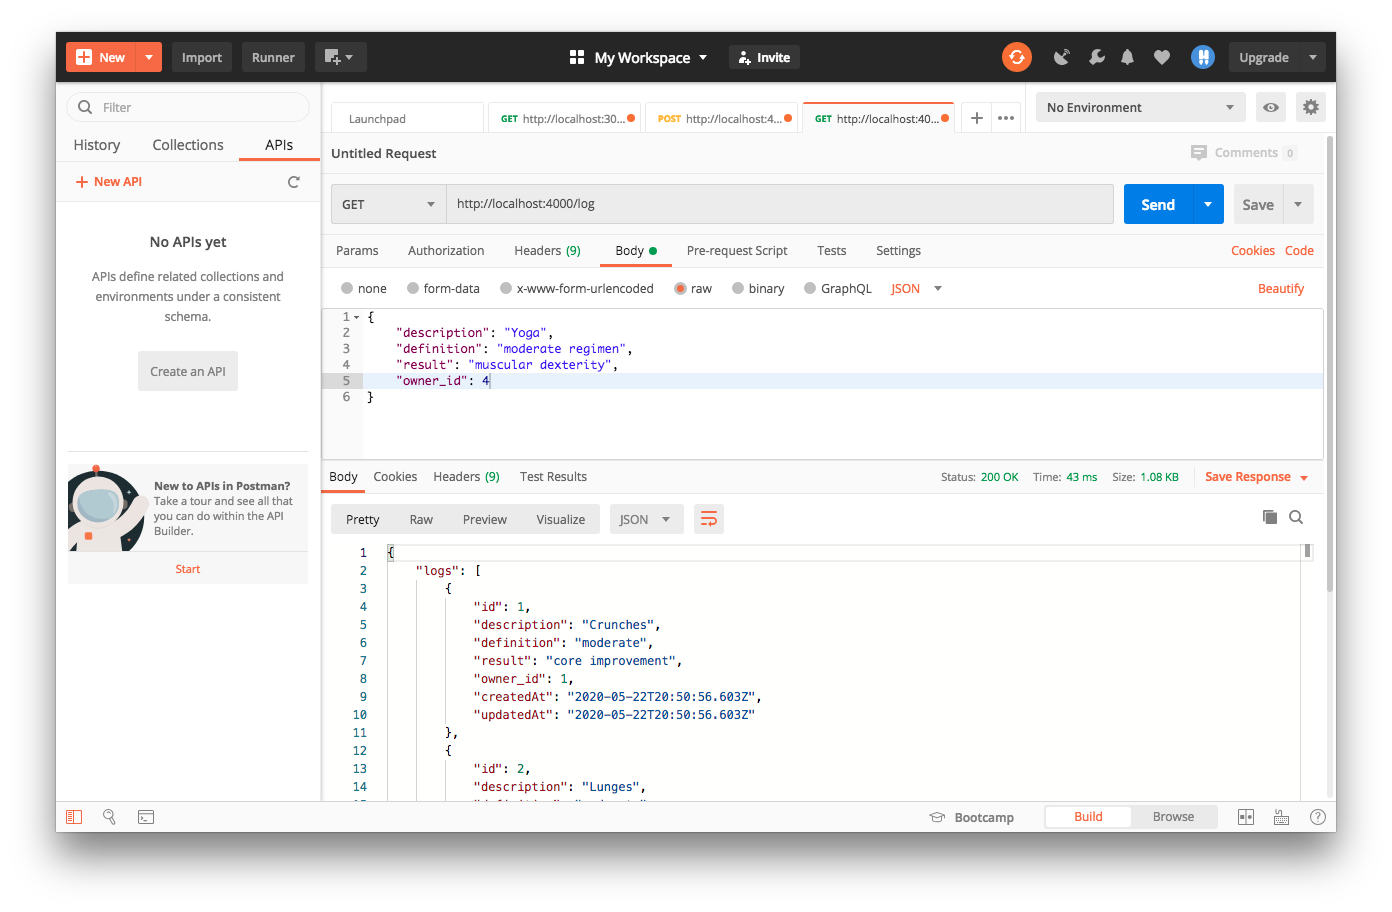 New
Import
Runner
My Workspace
Invite
Upgrade
Filter
History
Collections
APIs
New API
No APIs yet
APIs define related collections and
environments under a consistent
schema.
Create an API
New to APIs in Postman?
Take a tour and see all that
you can do within the API
Builder.
Start
Launchpad
GET http://localhost:30...
POST http://localhost:4...
GET http://localhost:40...
No Environment
Untitled Request
Comments 0
GET
http://localhost:4000/log
Send
Save
Params
Authorization
Headers (9)
Body
Pre-request Script
Tests
Settings
Cookies
Code
none
form-data
x-www-form-urlencoded
raw
binary
GraphQL
JSON
Beautify
1 {
2 "description": "Yoga",
3 "definition": "moderate regimen",
4 "result": "muscular dexterity",
5 "owner_id": 4
6 }
Body
Cookies
Headers (9)
Test Results
Status: 200 OK
Time: 43 ms
Size: 1.08 KB
Save Response
Pretty
Raw
Preview
Visualize
JSON
1 {
2 "logs": [
3 {
4 "id": 1,
5 "description": "Crunches",
6 "definition": "moderate",
7 "result": "core improvement",
8 "owner_id": 1,
9 "createdAt": "2020-05-22T20:50:56.603Z",
10 "updatedAt": "2020-05-22T20:50:56.603Z"
11 },
12 {
13 "id": 2,
14 "description": "Lunges",
Bootcamp
Build
Browse